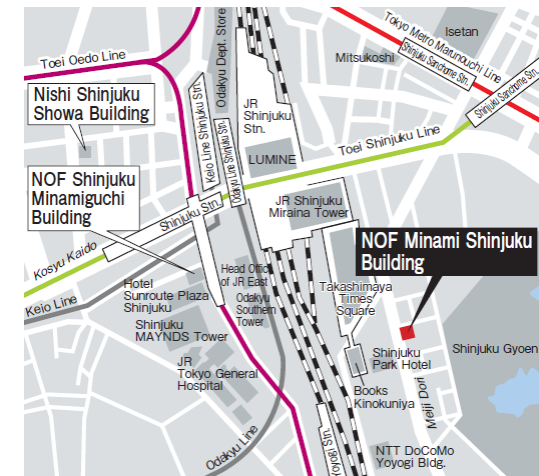 Toei Oedo Line
Odakyu Dept. Store
Isetan
Tokyo Metro Marunouchi Line
Mitsukoshi
Shinjuku Sanchome Stn.
Shinjuku Sanchome Stn.
Nishi Shinjuku
Showa Building
Keio Line Shinjuku Stn.
Odakyu Line Shinjuku Stn.
JR
Shinjuku
Stn.
LUMINE
Toei Shinjuku Line
NOF Shinjuku
Minamiguchi
Building
Shinjuku Stn.
JR Shinjuku
Miraina Tower
Kosyu Kaido
Keio Line
NOF Minami Shinjuku
Building
Head Office
of JR East
Hotel
Sunroute Plaza
Shinjuku
Odakyu
Southern
Tower
Takashimaya
Times
Square
Shinjuku
MAYNDS Tower
JR
Tokyo General
Hospital
Shinjuku
Park Hotel
Shinjuku Gyoen
Books
Kinokuniya
Meiji Dori
Odakyu Line
Yoyogi Stn.
NTT DoCoMo
Yoyogi Bldg.